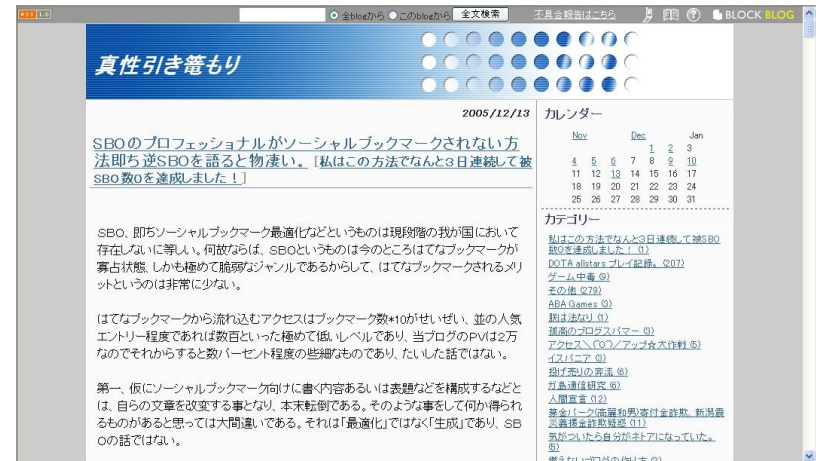 RSS 1.0
全blogから このblogから 全文検索 不具合報告はこちら BLOCK BLOG
真性引き篭もり
2005/12/13
SBOのプロフェッショナルがソーシャルブックマークされない方
法即ち逆SBOを語ると物凄い。［私はこの方法でなんと3日連続して被
SBO数0を達成しました！］
SBO、即ちソーシャルブックマーク最適化などというものは現段階の我が国において
存在しないに等しい。何故ならば、SBOというものは今のところはてなブックマークが
寡占状態、しかも極めて脆弱なジャンルであるからして、はてなブックマークされるメリ
ットというのは非常に少ない。
はてなブックマークから流れ込むアクセスはブックマーク数*10がせいぜい、並の人気
エントリー程度であれば数百といった極めて低いレベルであり、当ブログのPVは2万
なのでそれからすると数パーセント程度の些細なものであり、たいした話ではない。
第一、仮にソーシャルブックマーク向けに書く内容あるいは表題などを構成するなどと
は、自らの文章を改変する事となり、本末転倒である。そのような事をして何か得られ
るものがあると思っては大間違いである。それは「最適化」ではなく「生成」であり、SB
Oの話ではない。
カレンダー
Nov Dec Jan
1 2 3
4 5 6 7 8 9 10
11 12 13 14 15 16 17
18 19 20 21 22 23 24
25 26 27 28 29 30 31
カテゴリー
私はこの方法でなんと3日連続して被SBO
数0を達成しました！ (1)
DOTA allstars プレイ記録。 (207)
ゲーム中毒 (9)
その他 (279)
ABA Games (3)
朕は法なり (1)
孤高のブログスパマー (3)
アクセス＼(^o^)／アップ☆大作戦 (5)
イスパニア (3)
投げ売りの奔流 (6)
ガ島通信研究 (6)
人間宣言 (12)
募金パーク(高麗和男)寄付金詐欺、新潟震
災義援金詐取疑惑 (11)
気がついたら自分がネトアになっていた。
(5)
燃えないブログの作り方 (3)